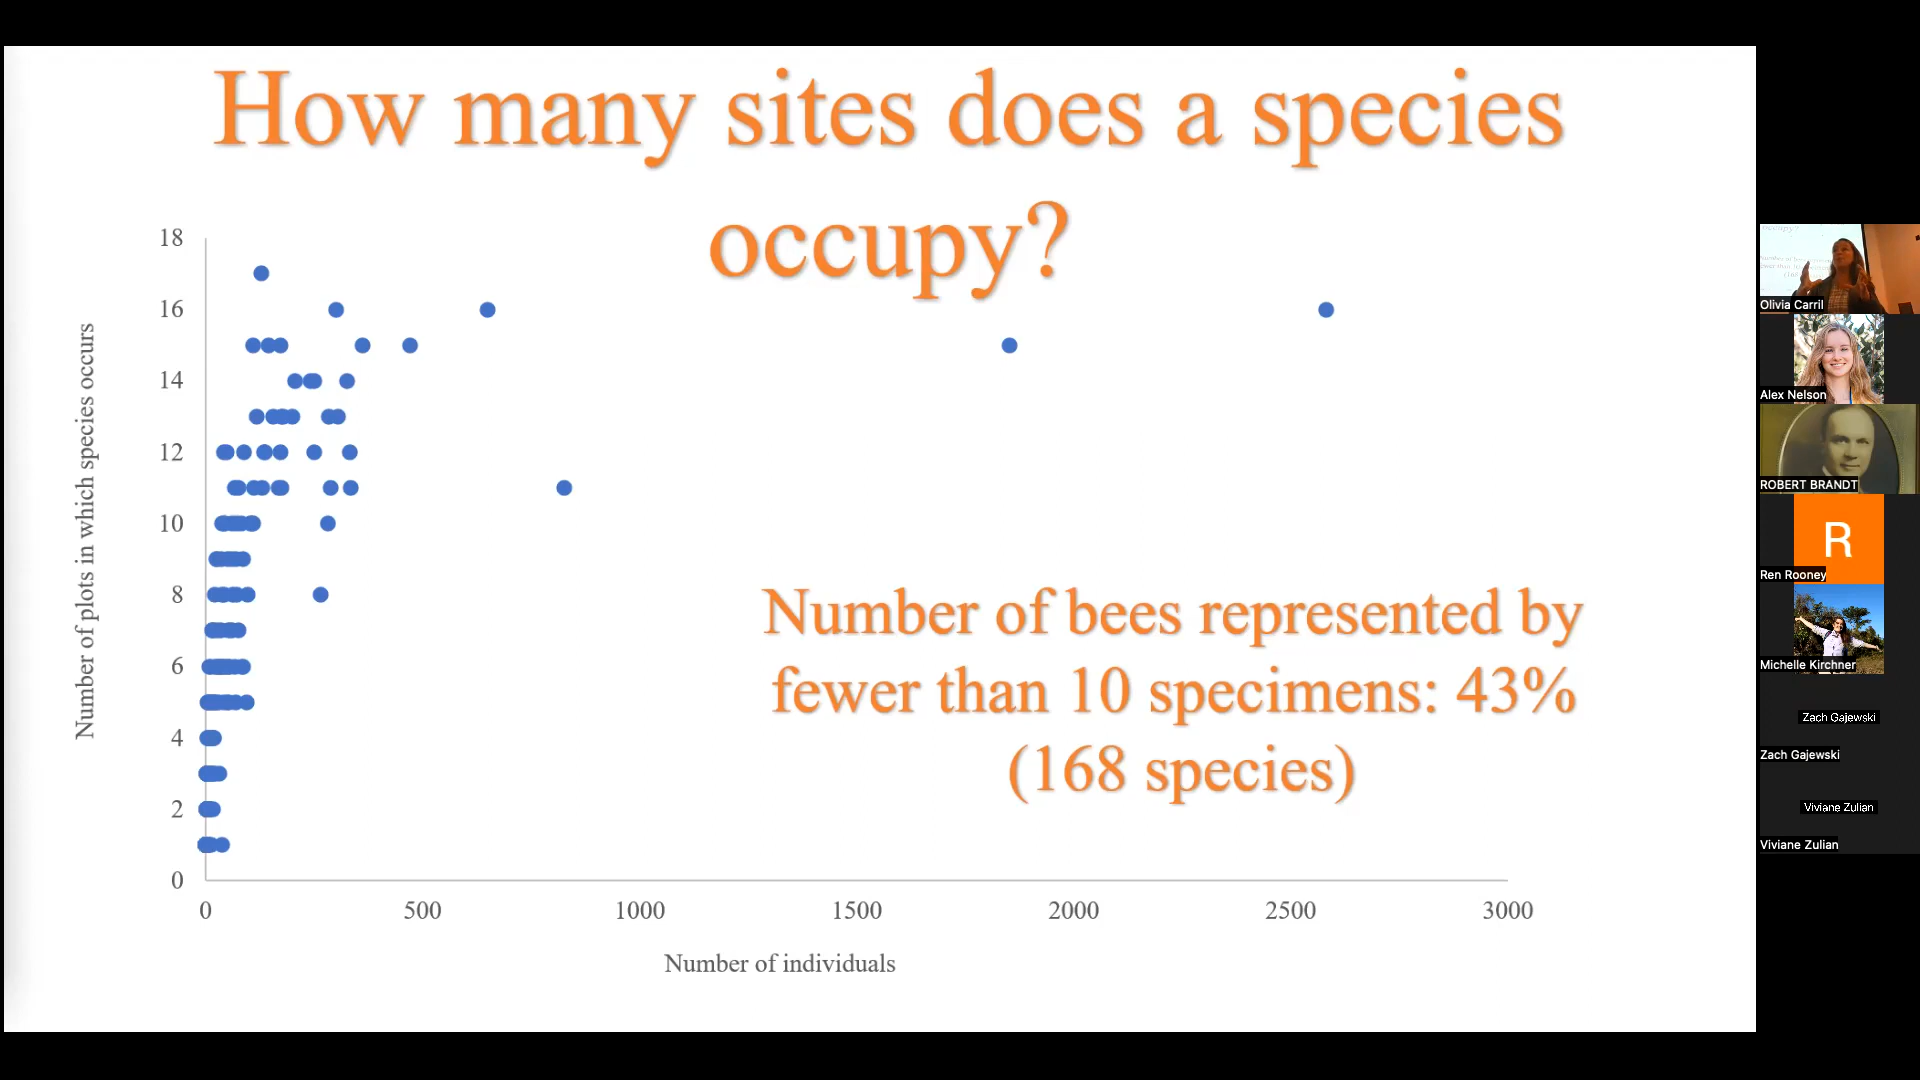 How many sites does a species
occupy?
Number of plots in which species occurs
18
16
14
12
10
8
6
4
2
0
0
500
1000
1500
2000
2500
3000
Number of individuals
Number of bees represented by
fewer than 10 specimens: 43%
(168 species)
Olivia Carril
Alex Nelson
ROBERT BRANDT
R
Ren Rooney
Michelle Kirchner
Zach Gajewski
Zach Gajewski
Viviane Zulian
Viviane Zulian